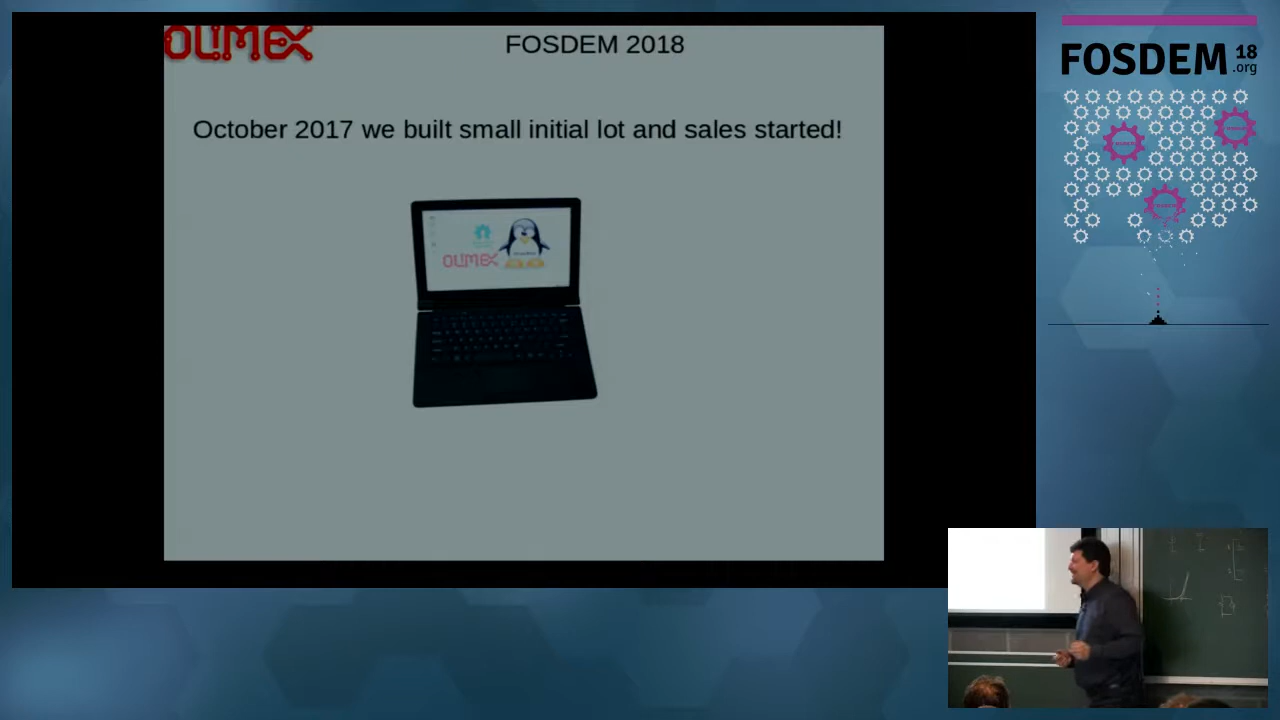 OLIMEX
FOSDEM 2018
October 2017 we built small initial lot and sales started!
OLIMEX
FOSDEM 18
.org